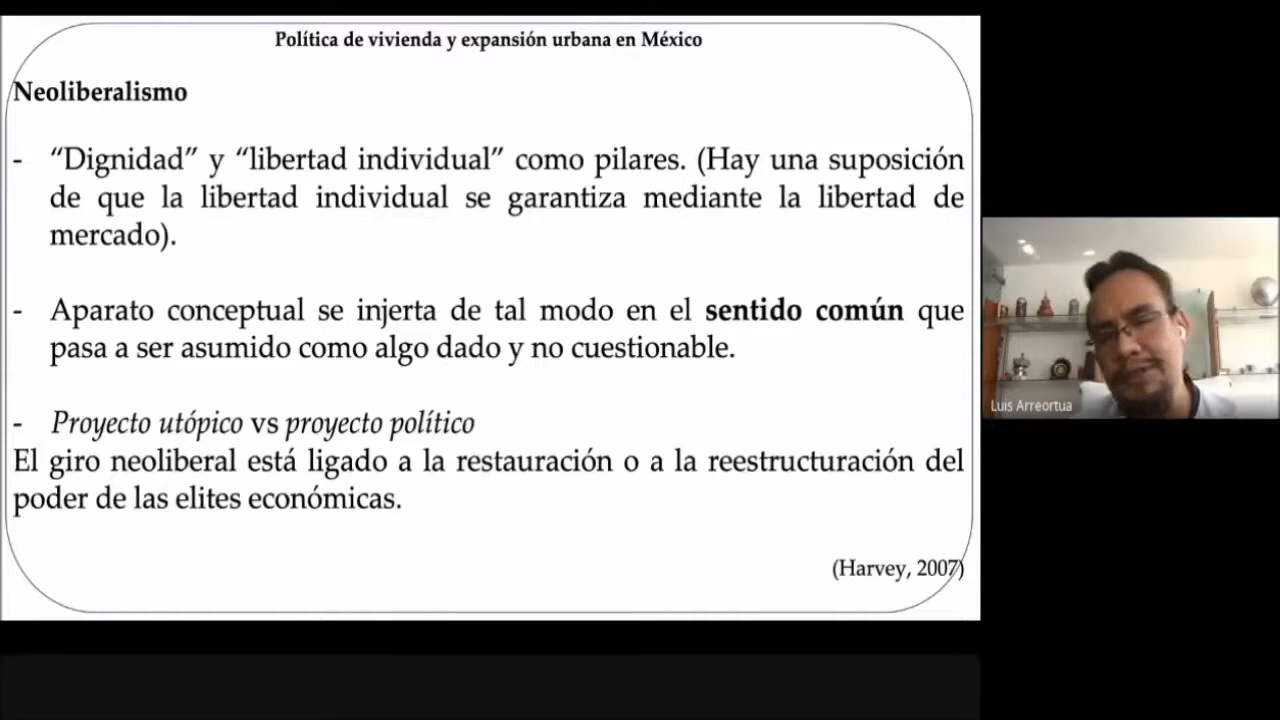 Política de vivienda y expansión urbana en México
Neoliberalismo
- “Dignidad” y “libertad individual” como pilares. (Hay una suposición
de que la libertad individual se garantiza mediante la libertad de
mercado).
- Aparato conceptual se injerta de tal modo en el sentido común que
pasa a ser asumido como algo dado y no cuestionable.
- Proyecto utópico vs proyecto político
El giro neoliberal está ligado a la restauración o a la reestructuración del
poder de las elites económicas.
(Harvey, 2007)
Luis Arreortua